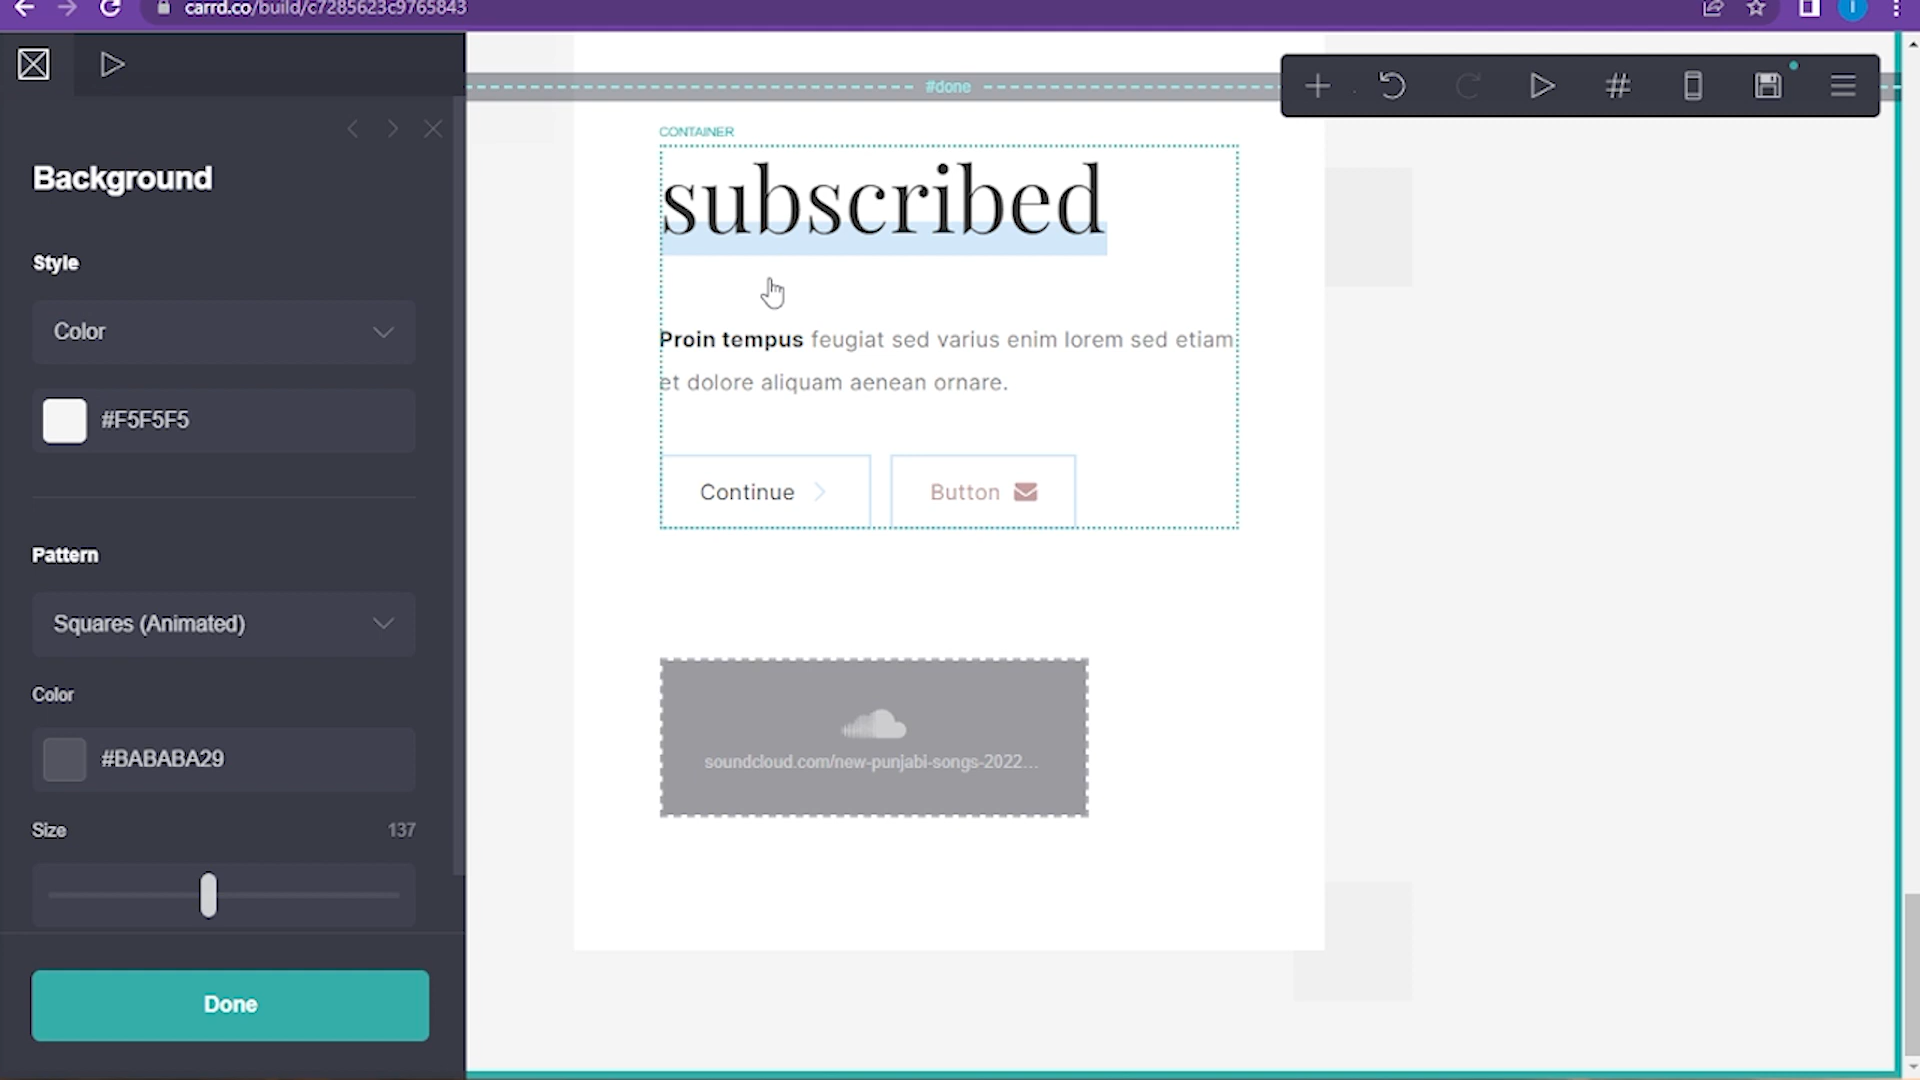 carrd.co/build/c7285623c9765843
Background
Style
Color
#F5F5F5
Pattern
Squares (Animated)
Color
#BABABA29
Size 137
Done
#done
CONTAINER
subscribed
Proin tempus feugiat sed varius enim lorem sed etiam
et dolore aliquam aenean ornare.
Continue
Button
soundcloud.com/new-punjabi-songs-2022...